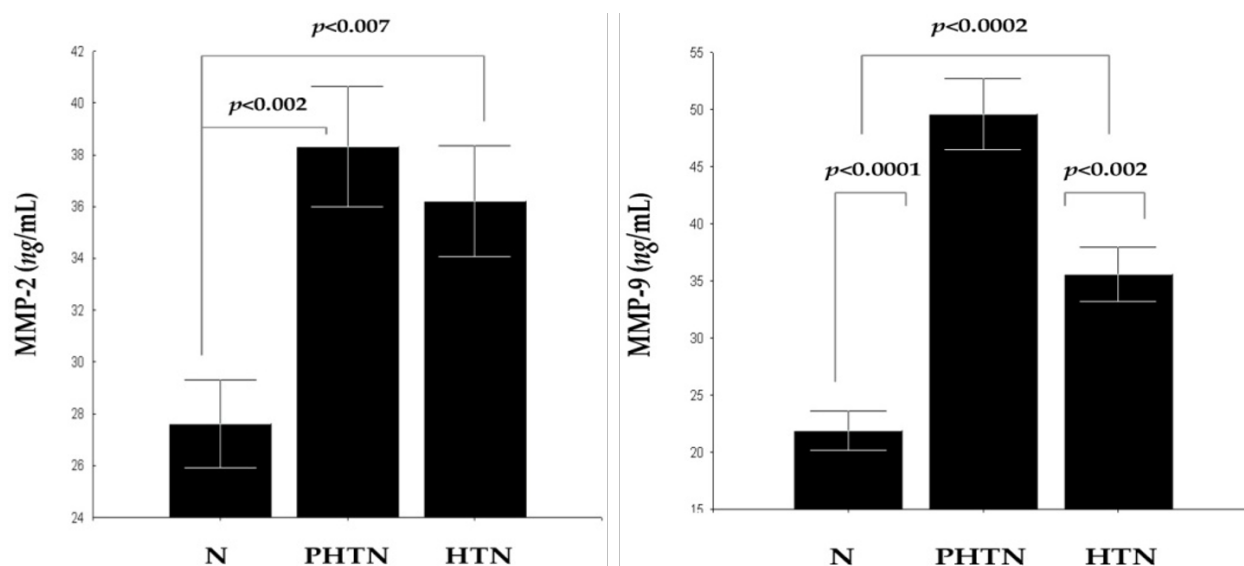 p<0.007
p<0.002
MMP-2 (ng/mL)
42
40
38
36
34
32
30
28
26
24
N PHTN HTN
p<0.0002
p<0.0001
p<0.002
MMP-9 (ng/mL)
55
50
45
40
35
30
25
20
15
N PHTN HTN